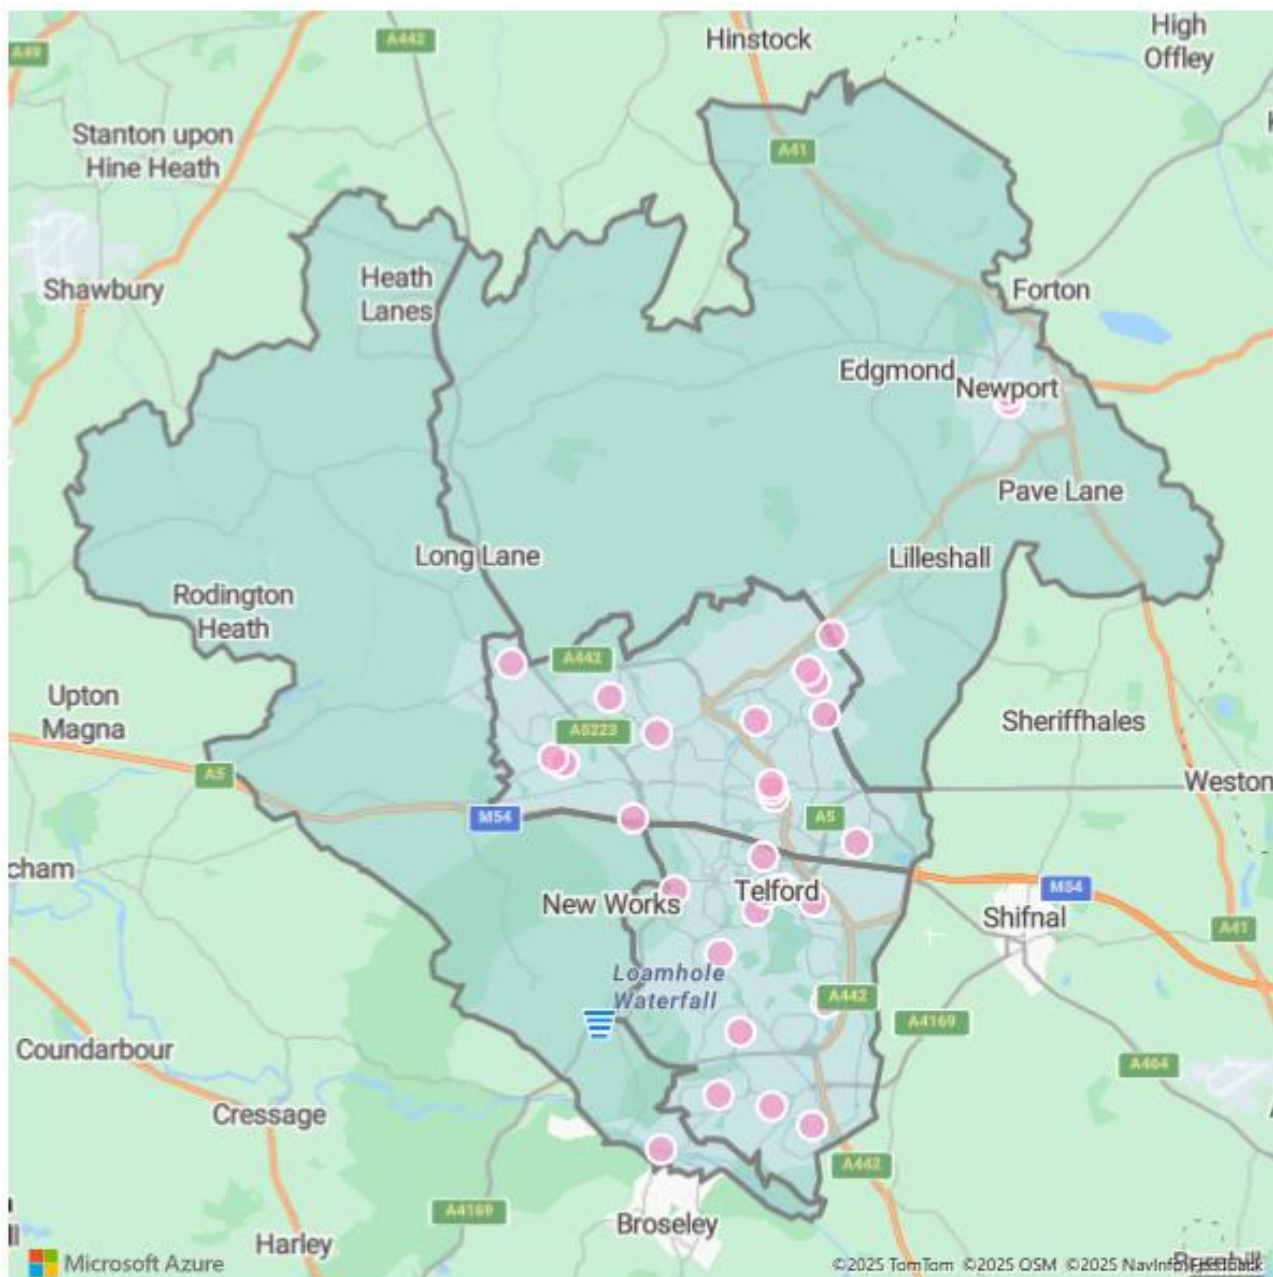 High
Offley
Hinstock
A442
A49
Stanton upon
Hine Heath
A41
Shawbury
Heath
Lanes
Forton
Edgmond
Newport
Pave Lane
Long Lane
Lilleshall
Rodington
Heath
A442
Upton
Magna
A5223
Sheriffhales
A5
Weston
M54
A5
cham
M54
Telford
New Works
Shifnal
A41
Loamhole
Waterfall
A442
A4169
Coundarbour
A464
Cressage
A442
A4169
Broseley
Harley
Microsoft Azure
©2025 TomTom ©2025 OSM ©2025 NavInfo